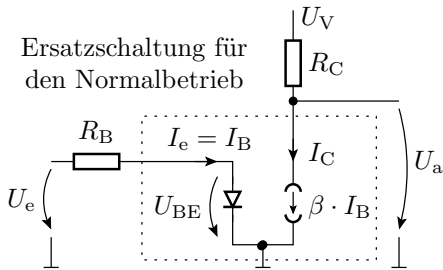 Ersatzschaltung für
den Normalbetrieb
U_V
R_C
R_B
I_e = I_B
I_C
U_a
U_e
U_BE
β · I_B